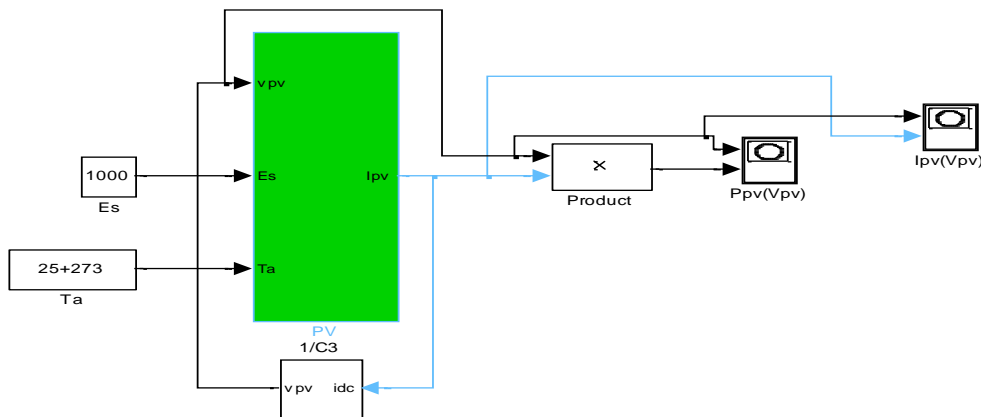 vpv
1000
Es
Ipv
x
Ipv(Vpv)
Es
Product
Ppv(Vpv)
25+273
Ta
Ta
PV
1/C3
vpv
idc